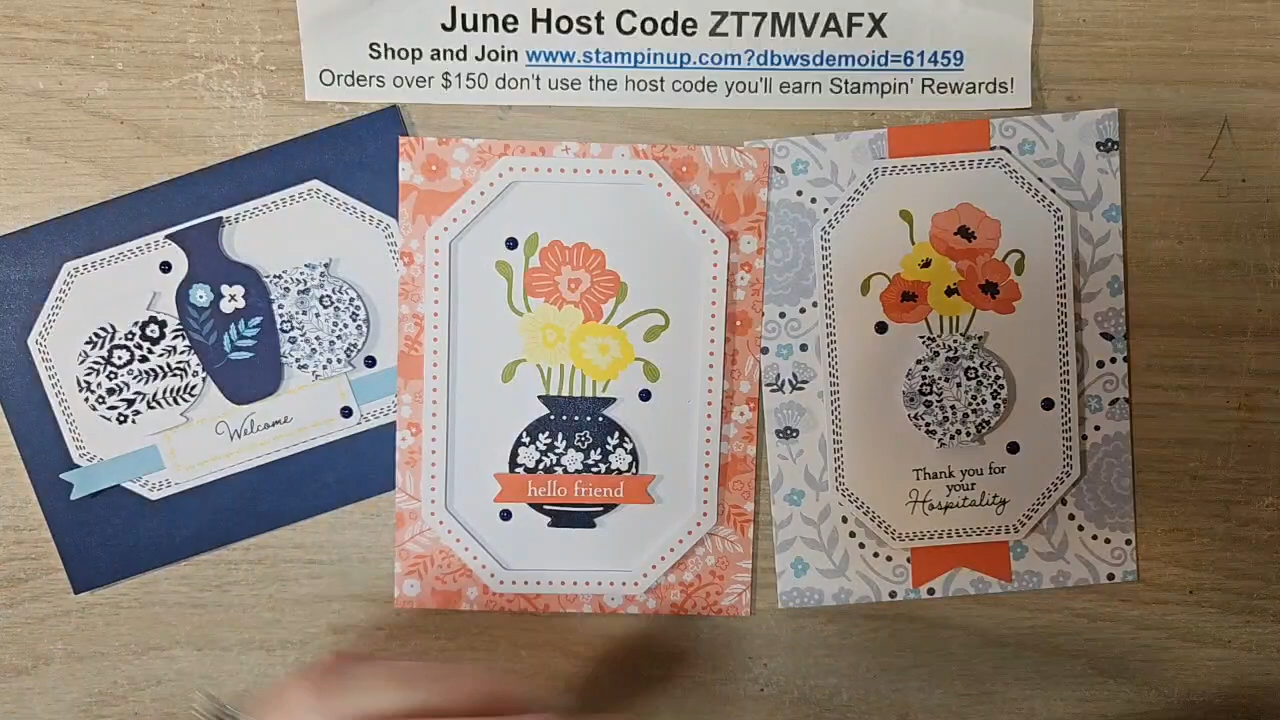 June Host Code ZT7MVAFX
Shop and Join www.stampinup.com?dbwsdemoid=61459
Orders over $150 don't use the host code you'll earn Stampin' Rewards!
Welcome
hello friend
Thank you for
your
Hospitality